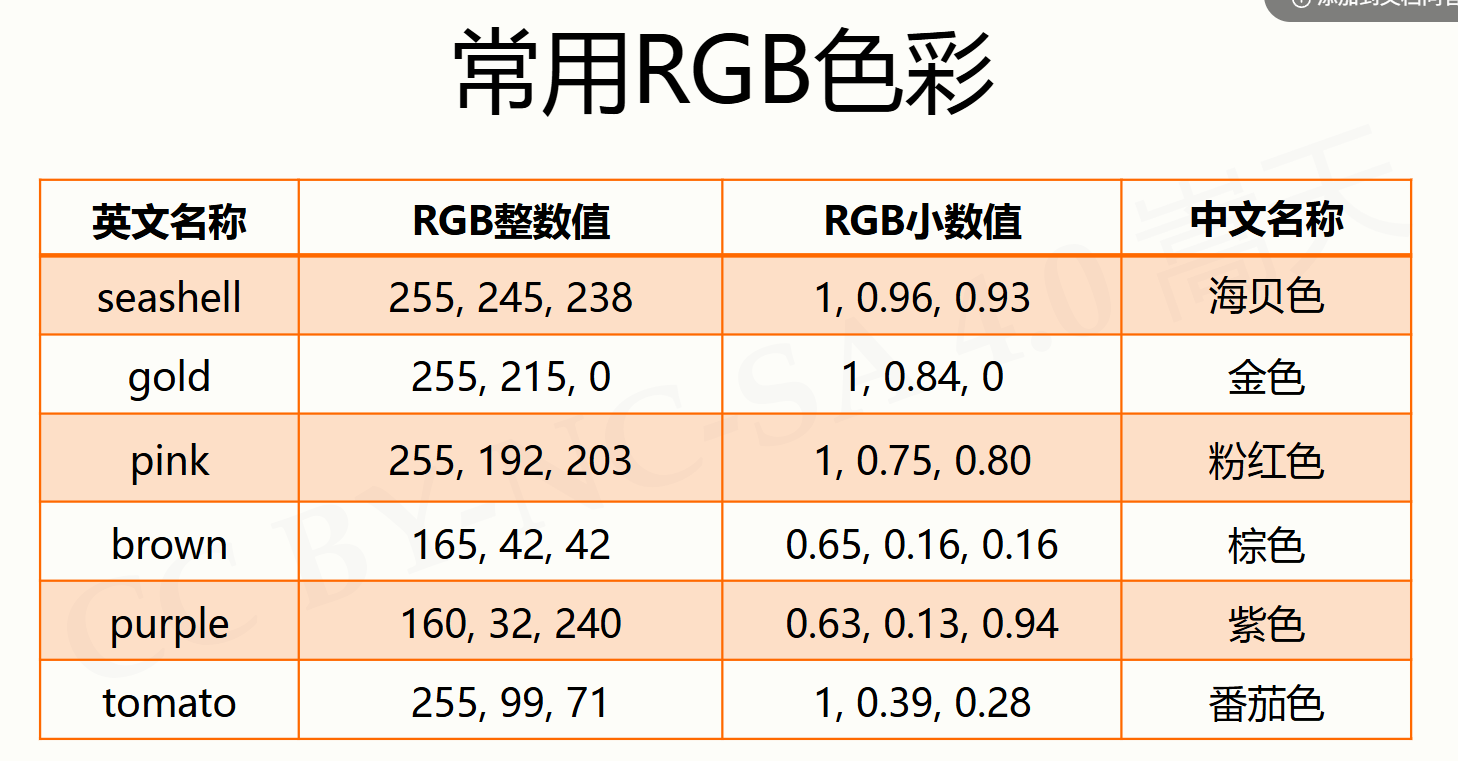 常用RGB色彩
英文名称 RGB整数值 RGB小数值 中文名称
seashell 255, 245, 238 1, 0.96, 0.93 海贝色
gold 255, 215, 0 1, 0.84, 0 金色
pink 255, 192, 203 1, 0.75, 0.80 粉红色
brown 165, 42, 42 0.65, 0.16, 0.16 棕色
purple 160, 32, 240 0.63, 0.13, 0.94 紫色
tomato 255, 99, 71 1, 0.39, 0.28 番茄色
CC BY-NC-SA 4.0 嵩天